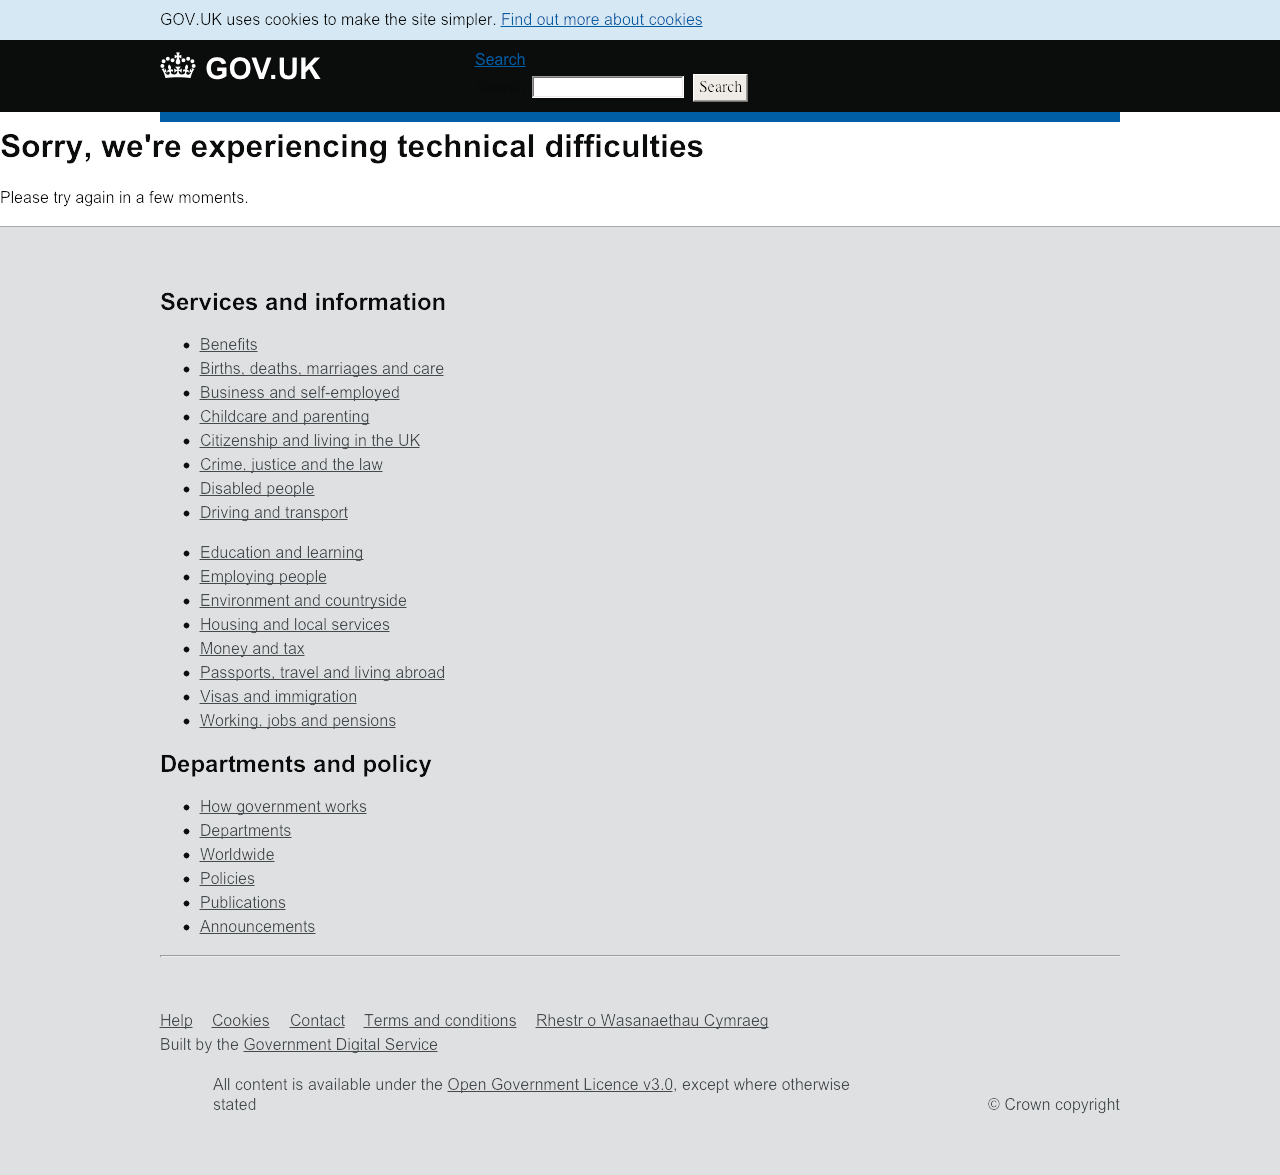 GOV.UK uses cookies to make the site simpler. Find out more about cookies
GOV.UK
Search
Search
Sorry, we're experiencing technical difficulties
Please try again in a few moments.
Services and information
Benefits
Births, deaths, marriages and care
Business and self-employed
Childcare and parenting
Citizenship and living in the UK
Crime, justice and the law
Disabled people
Driving and transport
Education and learning
Employing people
Environment and countryside
Housing and local services
Money and tax
Passports, travel and living abroad
Visas and immigration
Working, jobs and pensions
Departments and policy
How government works
Departments
Worldwide
Policies
Publications
Announcements
Help Cookies Contact Terms and conditions Rhestr o Wasanaethau Cymraeg
Built by the Government Digital Service
All content is available under the Open Government Licence v3.0, except where otherwise
stated
© Crown copyright